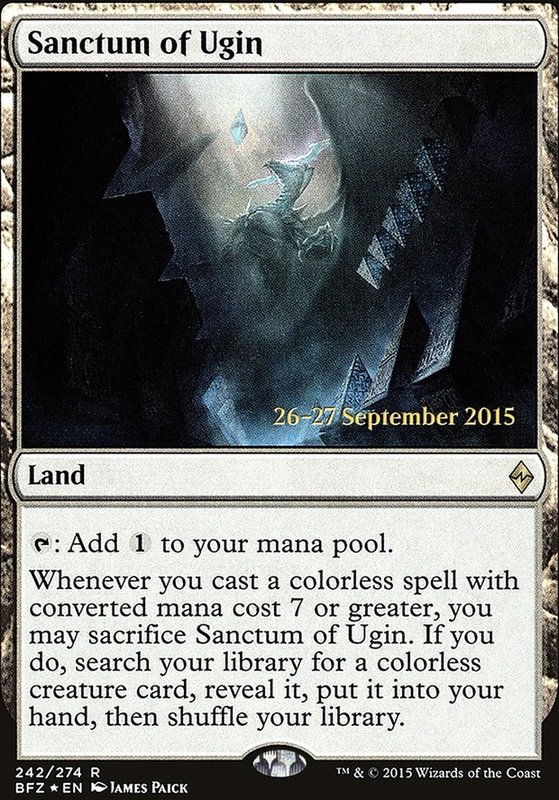 Sanctum of Ugin
26–27 September 2015
Land
: Add 1 to your mana pool.
Whenever you cast a colorless spell with
converted mana cost 7 or greater, you
may sacrifice Sanctum of Ugin. If you
do, search your library for a colorless
creature card, reveal it, put it into your
hand, then shuffle your library.
242/274 R
BFZ ★ EN James Paick
™ & © 2015 Wizards of the Coast